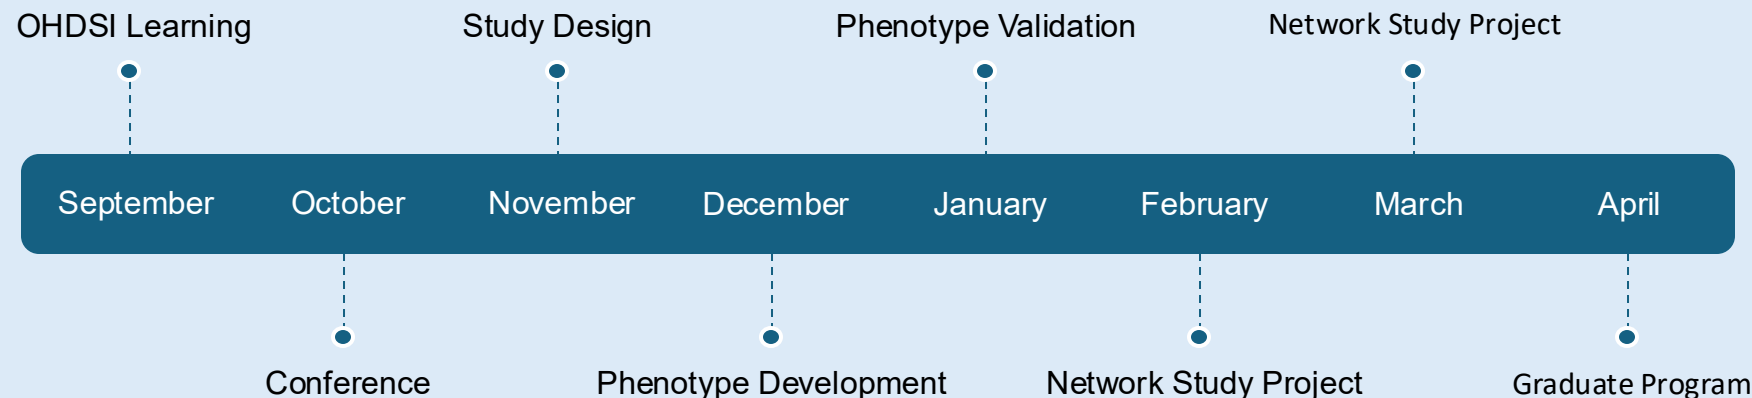 OHDSI Learning
Study Design
Phenotype Validation
Network Study Project
September
October
November
December
January
February
March
April
Conference
Phenotype Development
Network Study Project
Graduate Program